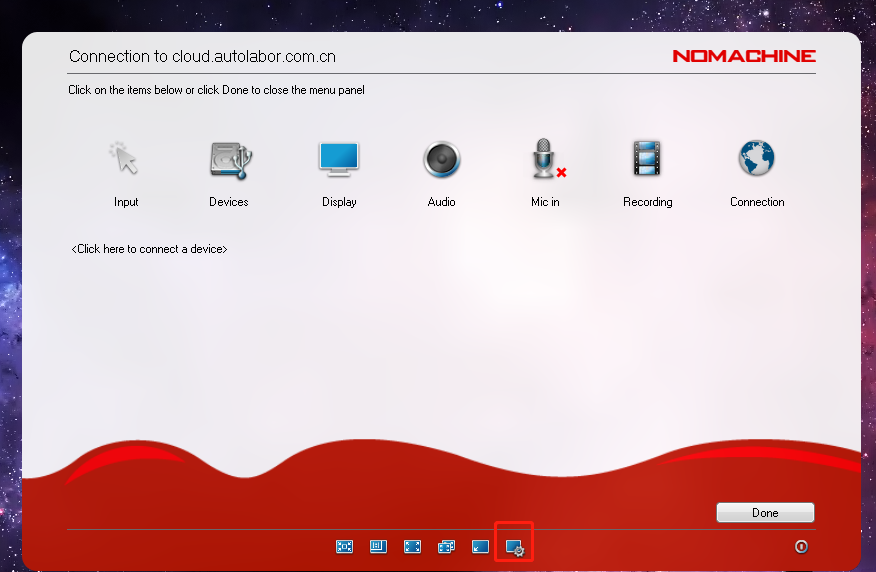 Connection to cloud.autolabor.com.cn
NOMACHINE
Click on the items below or click Done to close the menu panel
Input
Devices
Display
Audio
Mic in
Recording
Connection
<Click here to connect a device>
Done